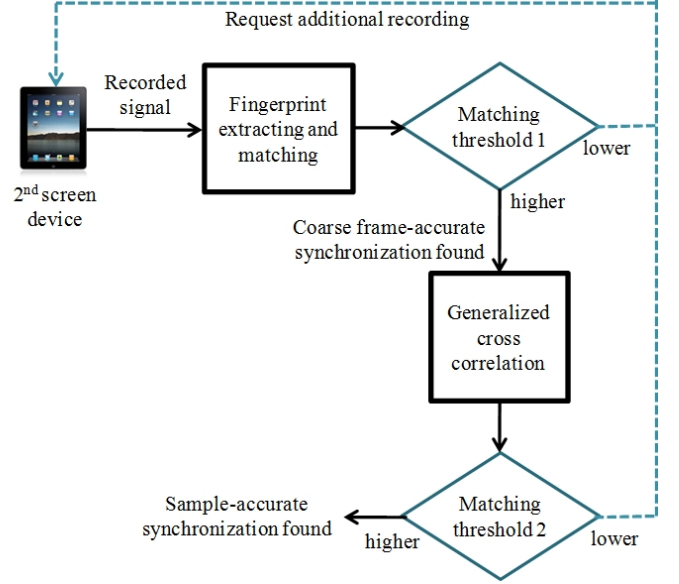 Request additional recording
Recorded
signal
2nd screen
device
Fingerprint
extracting and
matching
Matching
threshold 1
lower
higher
Coarse frame-accurate
synchronization found
Generalized
cross
correlation
Matching
threshold 2
lower
higher
Sample-accurate
synchronization found